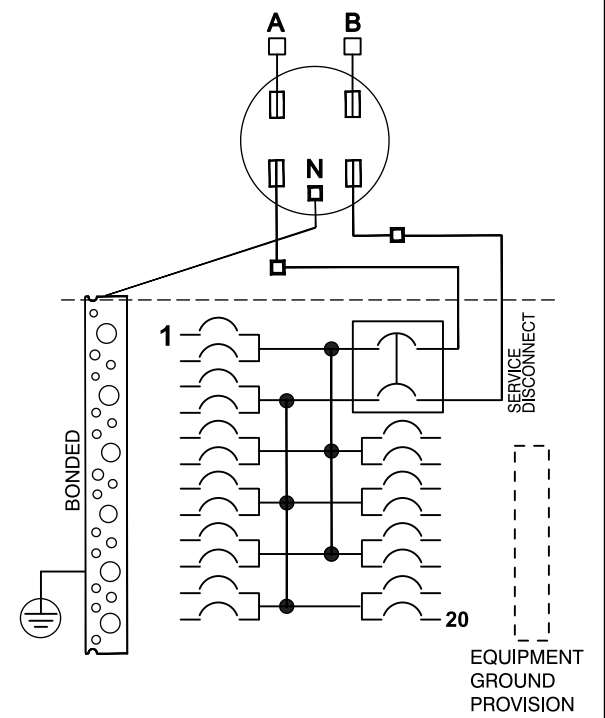 A B
N
1
SERVICE
DISCONNECT
BONDED
20
EQUIPMENT
GROUND
PROVISION